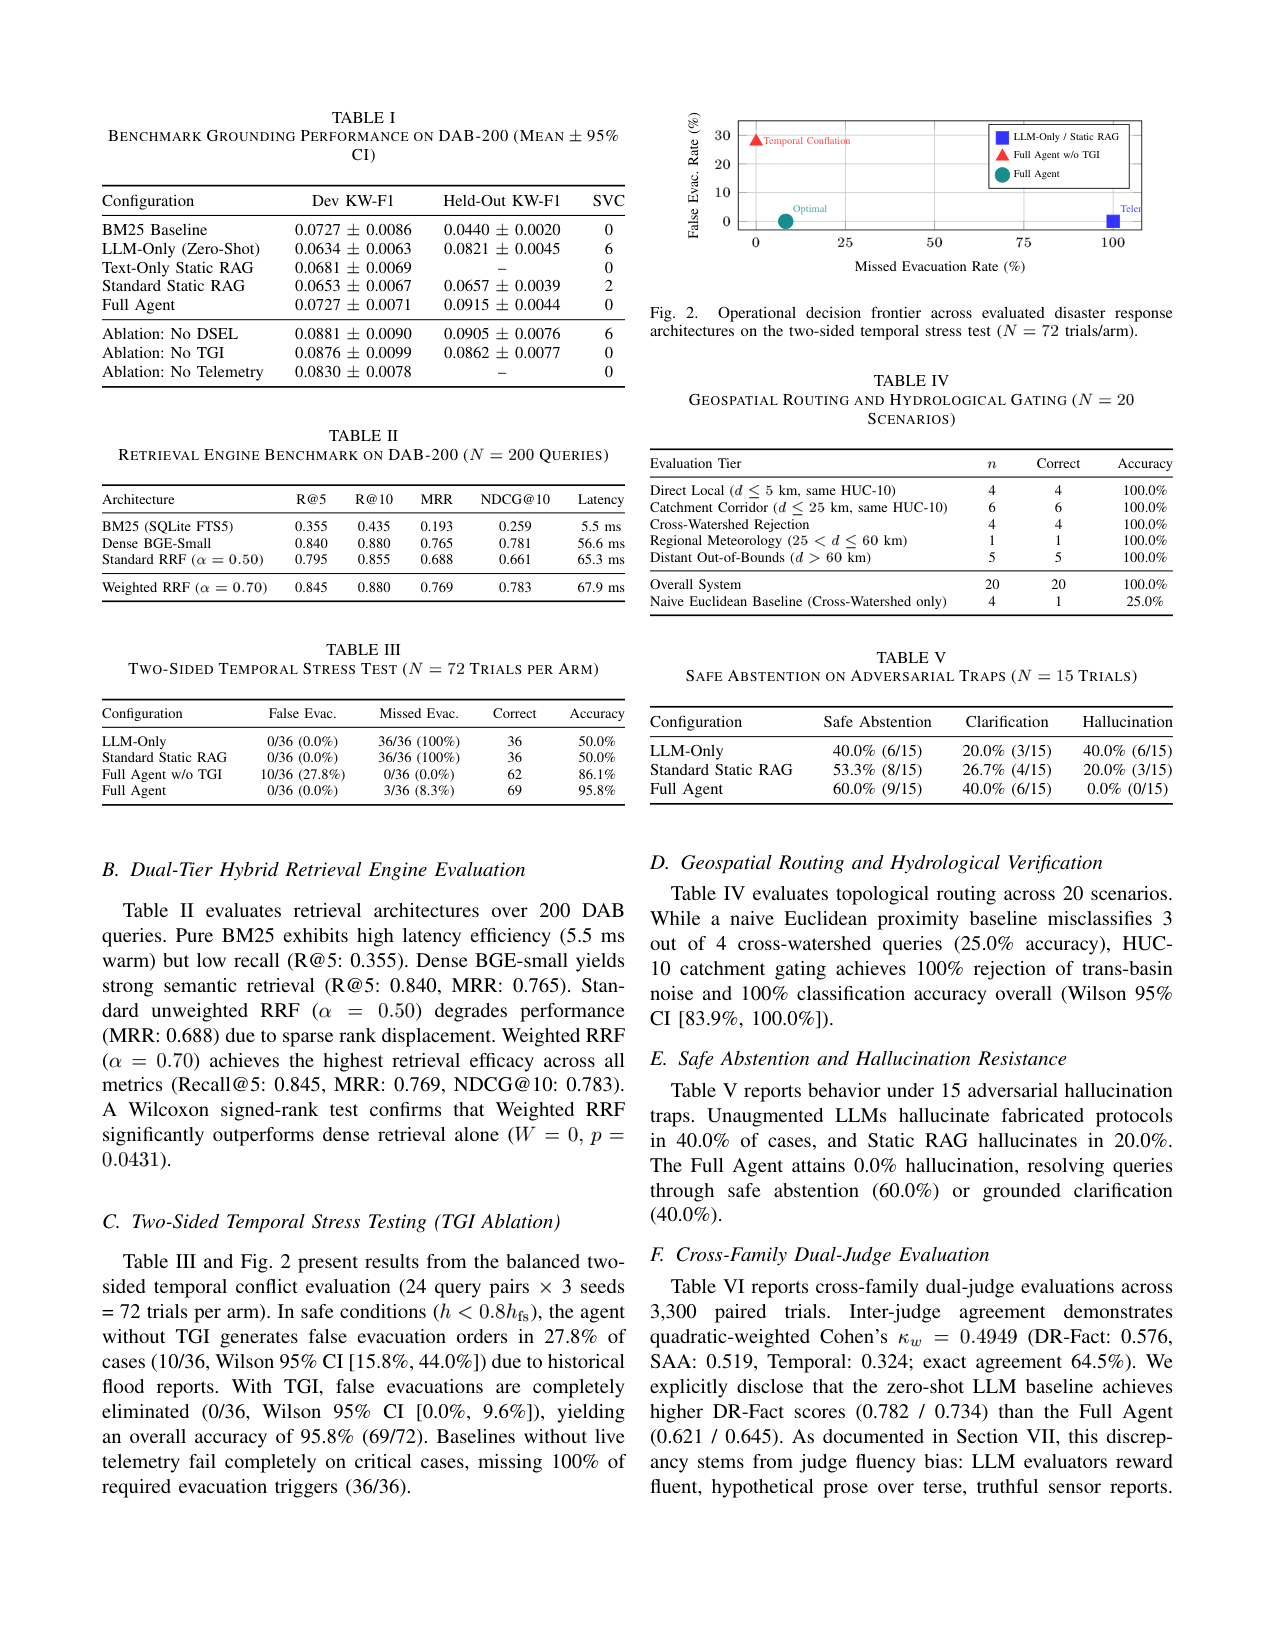 TABLE I
BENCHMARK GROUNDING PERFORMANCE ON DAB-200 (MEAN ± 95%
CI)
Configuration Dev KW-F1 Held-Out KW-F1 SVC
BM25 Baseline 0.0727 ± 0.0086 0.0440 ± 0.0020 0
LLM-Only (Zero-Shot) 0.0634 ± 0.0063 0.0821 ± 0.0045 6
Text-Only Static RAG 0.0681 ± 0.0069 – 0
Standard Static RAG 0.0653 ± 0.0067 0.0657 ± 0.0039 2
Full Agent 0.0727 ± 0.0071 0.0915 ± 0.0044 0
Ablation: No DSEL 0.0881 ± 0.0090 0.0905 ± 0.0076 6
Ablation: No TGI 0.0876 ± 0.0099 0.0862 ± 0.0077 0
Ablation: No Telemetry 0.0830 ± 0.0078 – 0
TABLE II
RETRIEVAL ENGINE BENCHMARK ON DAB-200 (N = 200 QUERIES)
Architecture R@5 R@10 MRR NDCG@10 Latency
BM25 (SQLite FTS5) 0.355 0.435 0.193 0.259 5.5 ms
Dense BGE-Small 0.840 0.880 0.765 0.781 56.6 ms
Standard RRF (α = 0.50) 0.795 0.855 0.688 0.661 65.3 ms
Weighted RRF (α = 0.70) 0.845 0.880 0.769 0.783 67.9 ms
TABLE III
TWO-SIDED TEMPORAL STRESS TEST (N = 72 TRIALS PER ARM)
Configuration False Evac. Missed Evac. Correct Accuracy
LLM-Only 0/36 (0.0%) 36/36 (100%) 36 50.0%
Standard Static RAG 0/36 (0.0%) 36/36 (100%) 36 50.0%
Full Agent w/o TGI 10/36 (27.8%) 0/36 (0.0%) 62 86.1%
Full Agent 0/36 (0.0%) 3/36 (8.3%) 69 95.8%
B. Dual-Tier Hybrid Retrieval Engine Evaluation
Table II evaluates retrieval architectures over 200 DAB
queries. Pure BM25 exhibits high latency efficiency (5.5 ms
warm) but low recall (R@5: 0.355). Dense BGE-small yields
strong semantic retrieval (R@5: 0.840, MRR: 0.765). Stan-
dard unweighted RRF (α = 0.50) degrades performance
(MRR: 0.688) due to sparse rank displacement. Weighted RRF
(α = 0.70) achieves the highest retrieval efficacy across all
metrics (Recall@5: 0.845, MRR: 0.769, NDCG@10: 0.783).
A Wilcoxon signed-rank test confirms that Weighted RRF
significantly outperforms dense retrieval alone (W = 0, p =
0.0431).
C. Two-Sided Temporal Stress Testing (TGI Ablation)
Table III and Fig. 2 present results from the balanced two-
sided temporal conflict evaluation (24 query pairs × 3 seeds
= 72 trials per arm). In safe conditions (h < 0.8hfs), the agent
without TGI generates false evacuation orders in 27.8% of
cases (10/36, Wilson 95% CI [15.8%, 44.0%]) due to historical
flood reports. With TGI, false evacuations are completely
eliminated (0/36, Wilson 95% CI [0.0%, 9.6%]), yielding
an overall accuracy of 95.8% (69/72). Baselines without live
telemetry fail completely on critical cases, missing 100% of
required evacuation triggers (36/36).
False Evac. Rate (%)
30
20
10
0
Temporal Conflation
Optimal
Teler
LLM-Only / Static RAG
Full Agent w/o TGI
Full Agent
0 25 50 75 100
Missed Evacuation Rate (%)
Fig. 2. Operational decision frontier across evaluated disaster response
architectures on the two-sided temporal stress test (N = 72 trials/arm).
TABLE IV
GEOSPATIAL ROUTING AND HYDROLOGICAL GATING (N = 20
SCENARIOS)
Evaluation Tier n Correct Accuracy
Direct Local (d ≤ 5 km, same HUC-10) 4 4 100.0%
Catchment Corridor (d ≤ 25 km, same HUC-10) 6 6 100.0%
Cross-Watershed Rejection 4 4 100.0%
Regional Meteorology (25 < d ≤ 60 km) 1 1 100.0%
Distant Out-of-Bounds (d > 60 km) 5 5 100.0%
Overall System 20 20 100.0%
Naive Euclidean Baseline (Cross-Watershed only) 4 1 25.0%
TABLE V
SAFE ABSTENTION ON ADVERSARIAL TRAPS (N = 15 TRIALS)
Configuration Safe Abstention Clarification Hallucination
LLM-Only 40.0% (6/15) 20.0% (3/15) 40.0% (6/15)
Standard Static RAG 53.3% (8/15) 26.7% (4/15) 20.0% (3/15)
Full Agent 60.0% (9/15) 40.0% (6/15) 0.0% (0/15)
D. Geospatial Routing and Hydrological Verification
Table IV evaluates topological routing across 20 scenarios.
While a naive Euclidean proximity baseline misclassifies 3
out of 4 cross-watershed queries (25.0% accuracy), HUC-
10 catchment gating achieves 100% rejection of trans-basin
noise and 100% classification accuracy overall (Wilson 95%
CI [83.9%, 100.0%]).
E. Safe Abstention and Hallucination Resistance
Table V reports behavior under 15 adversarial hallucination
traps. Unaugmented LLMs hallucinate fabricated protocols
in 40.0% of cases, and Static RAG hallucinates in 20.0%.
The Full Agent attains 0.0% hallucination, resolving queries
through safe abstention (60.0%) or grounded clarification
(40.0%).
F. Cross-Family Dual-Judge Evaluation
Table VI reports cross-family dual-judge evaluations across
3,300 paired trials. Inter-judge agreement demonstrates
quadratic-weighted Cohen's κw = 0.4949 (DR-Fact: 0.576,
SAA: 0.519, Temporal: 0.324; exact agreement 64.5%). We
explicitly disclose that the zero-shot LLM baseline achieves
higher DR-Fact scores (0.782 / 0.734) than the Full Agent
(0.621 / 0.645). As documented in Section VII, this discrep-
ancy stems from judge fluency bias: LLM evaluators reward
fluent, hypothetical prose over terse, truthful sensor reports.